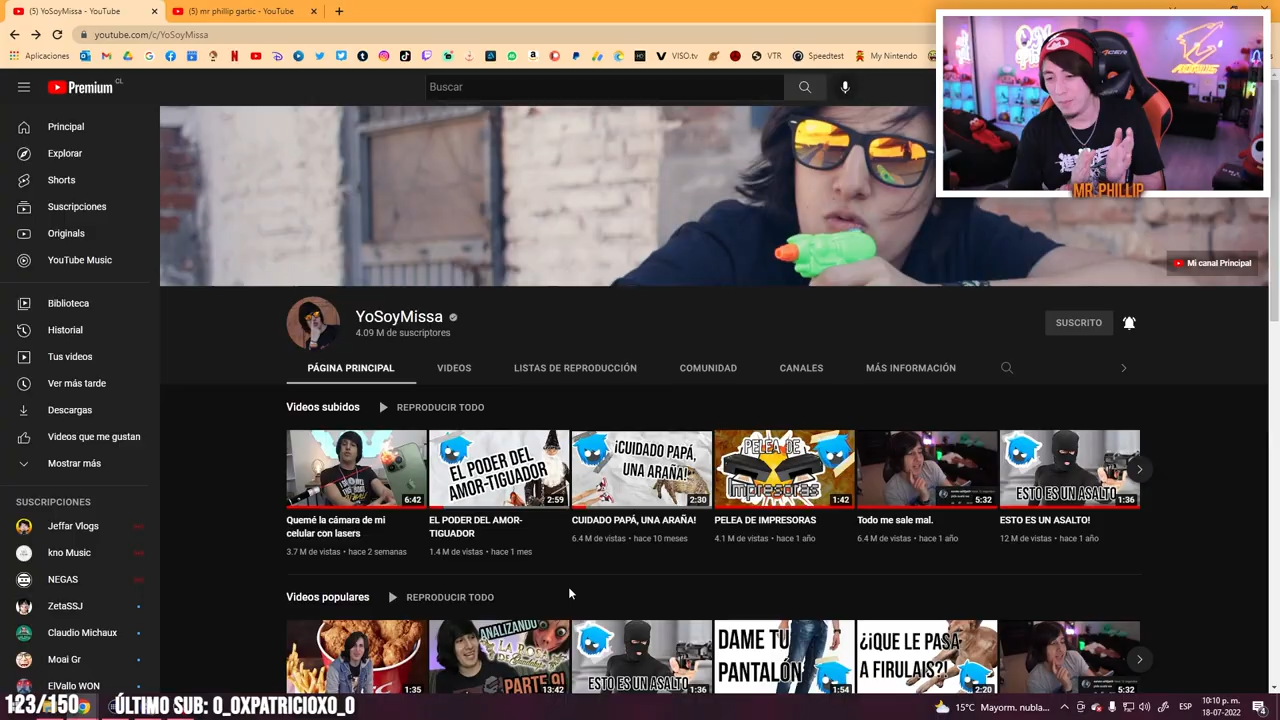 (5) YoSoyMissa - YouTube
(5) mr phillip gartic - YouTube
youtube.com/c/YoSoyMissa
Aplicaciones
VISO.tv
VTR
Speedtest
My Nintendo
Premium CL
Buscar
MR. PHILLIP
Principal
Explorar
Shorts
Suscripciones
Originals
YouTube Music
Biblioteca
Historial
Tus videos
Ver más tarde
Descargas
Videos que me gustan
Mostrar más
SUSCRIPCIONES
Jeffar Vlogs
kno Music
NEGAS
ZetaSSJ
Claudio Michaux
Moai Gr
ElVallo WON
Mi canal Principal
YoSoyMissa
4.09 M de suscriptores
SUSCRITO
PÁGINA PRINCIPAL VIDEOS LISTAS DE REPRODUCCIÓN COMUNIDAD CANALES MÁS INFORMACIÓN
Videos subidos REPRODUCIR TODO
6:42
EL PODER DEL
AMOR-TIGUADOR
2:59
¡CUIDADO PAPÁ,
UNA ARAÑA!
2:30
PELEA DE
Impresoras
1:42
5:32
ESTO ES UN ASALTO
1:36
Quemé la cámara de mi
celular con lasers
3.7 M de vistas • hace 2 semanas
EL PODER DEL AMOR-
TIGUADOR
1.4 M de vistas • hace 1 mes
CUIDADO PAPÁ, UNA ARAÑA!
6.4 M de vistas • hace 10 meses
PELEA DE IMPRESORAS
4.1 M de vistas • hace 1 año
Todo me sale mal.
6.4 M de vistas • hace 1 año
ESTO ES UN ASALTO!
12 M de vistas • hace 1 año
Videos populares REPRODUCIR TODO
1:35
ANALIZANDO
PARTE 9!
13:42
ESTO ES UN ASALTO
1:36
DAME TU
PANTALÓN
1:54
¿¡QUE LE PASA
A FIRULAIS?!
2:20
5:32
123/150
ÚLTIMO SUB: 0_0XPATRICIOX0_0
15°C Mayorm. nubla...
ESP
10:10 p. m.
18-07-2022
4